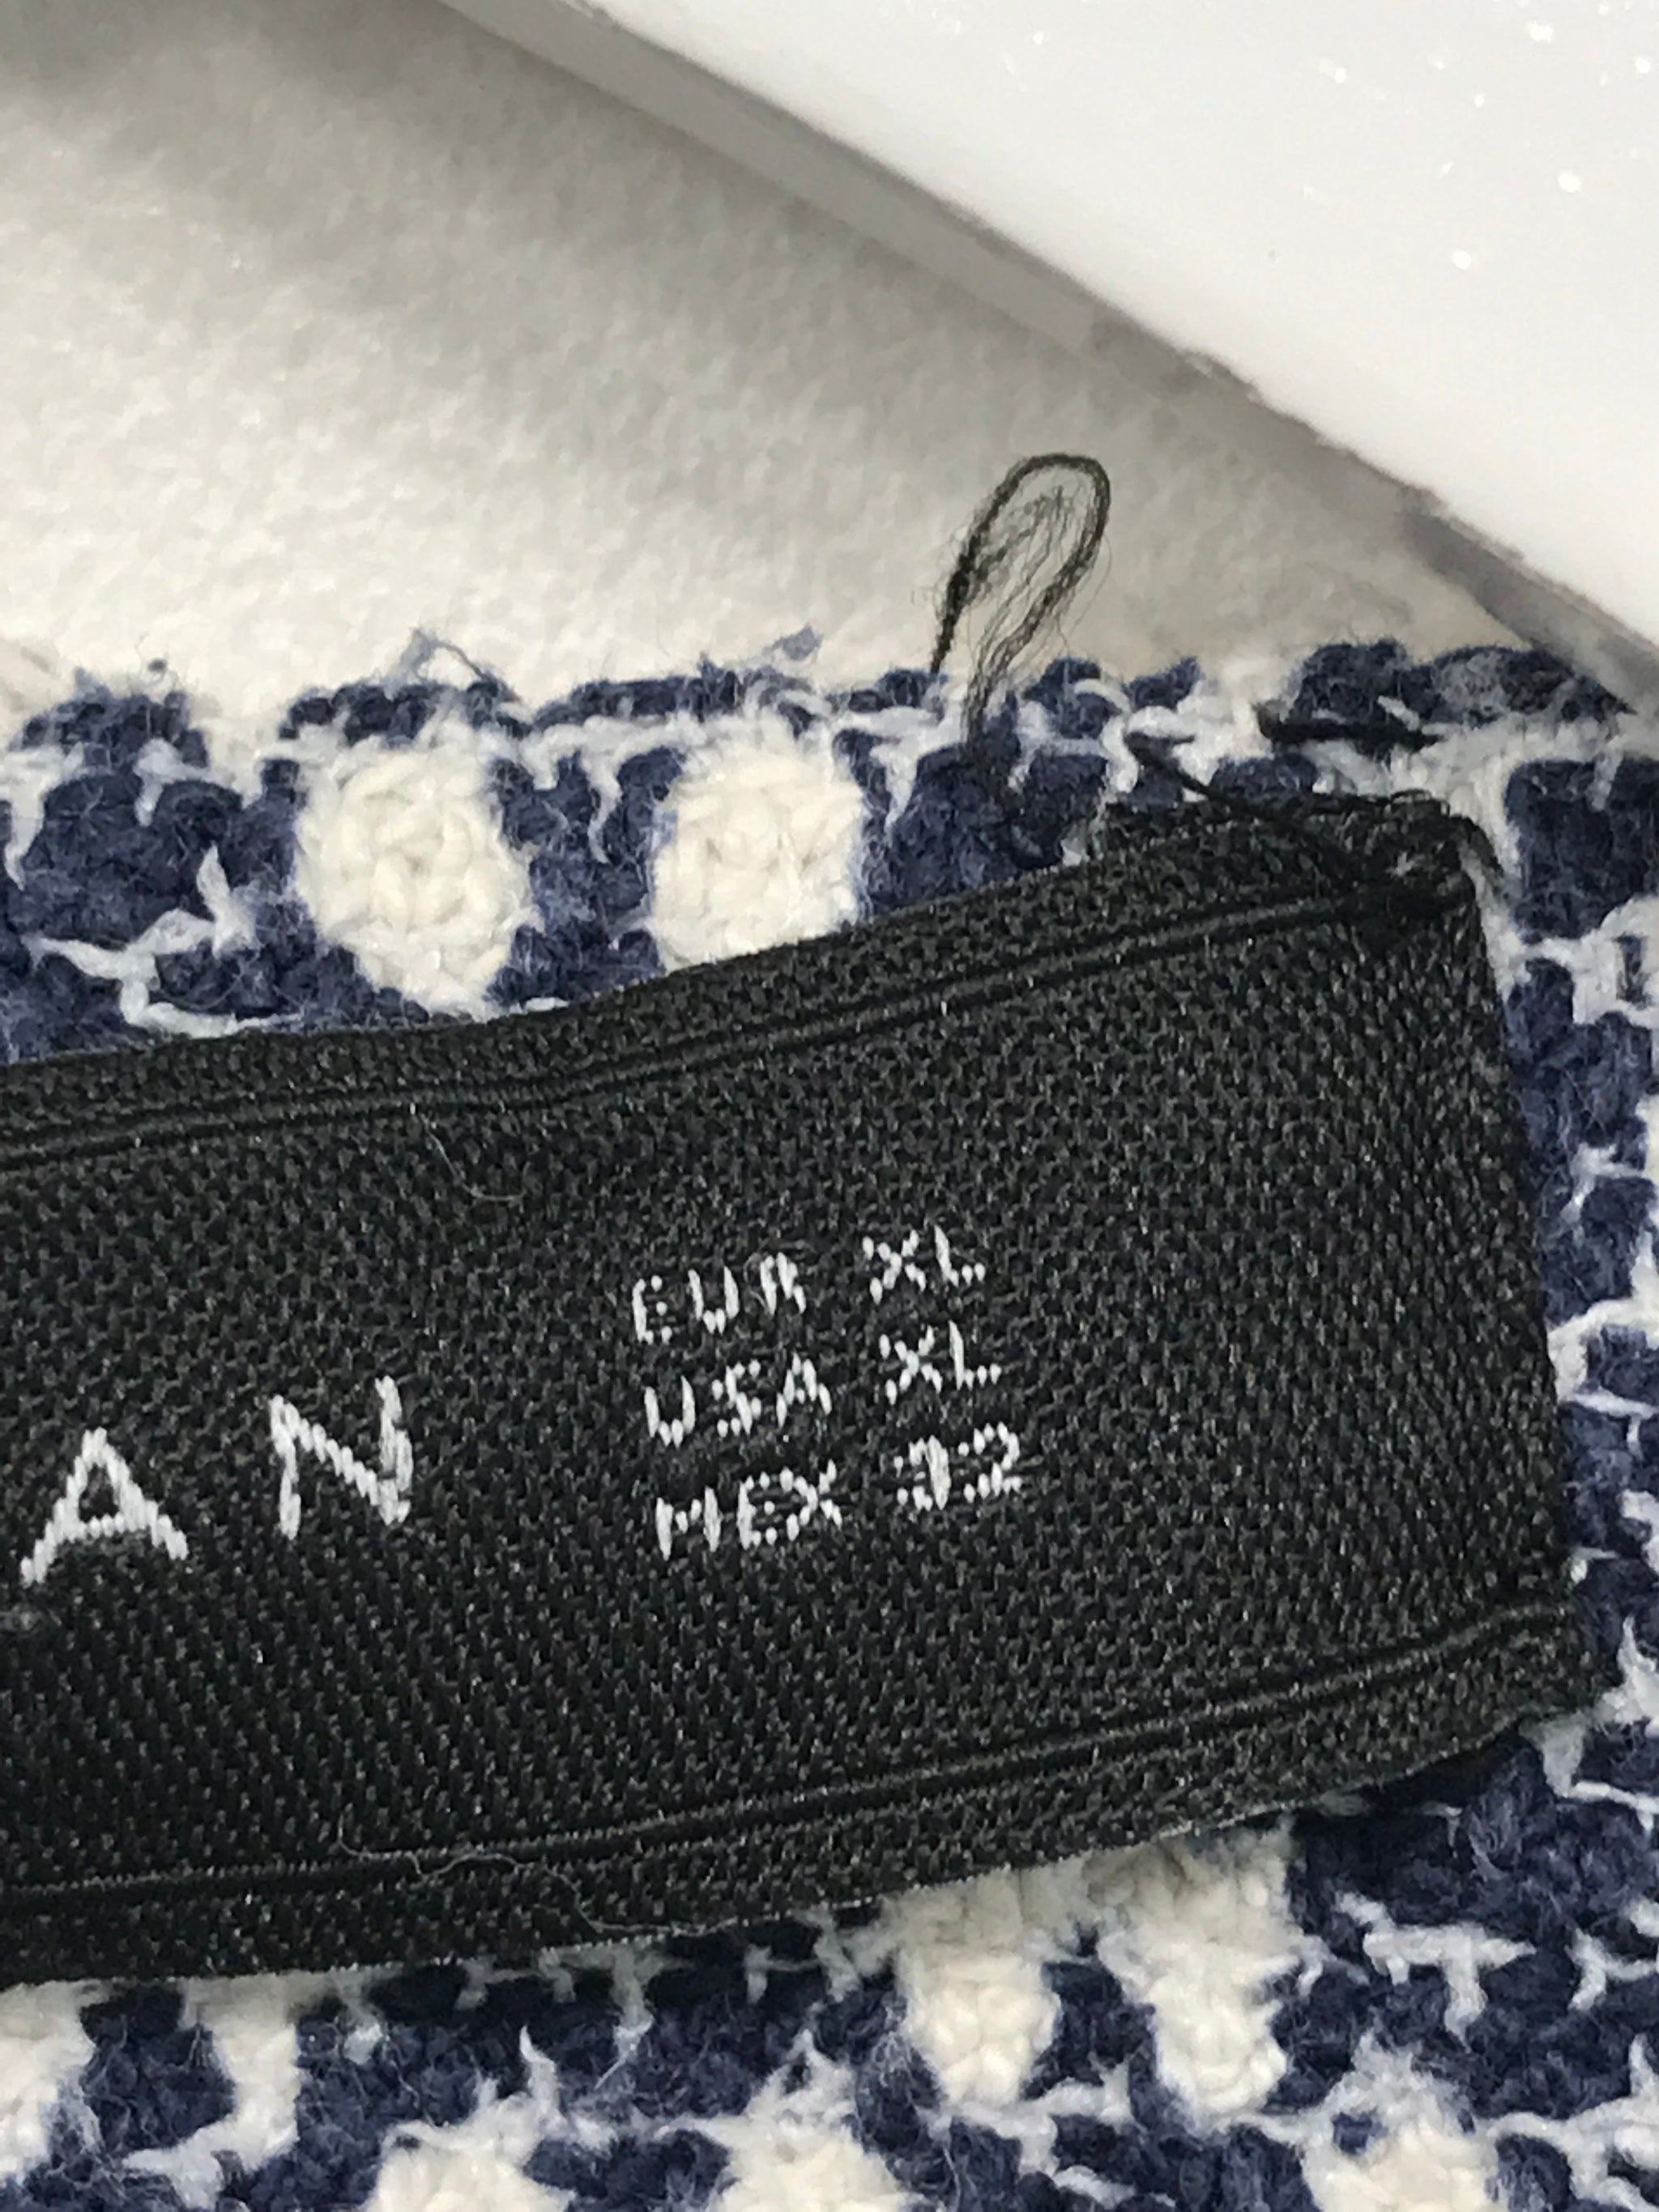 AN
EUR XL
USA XL
MEX 32